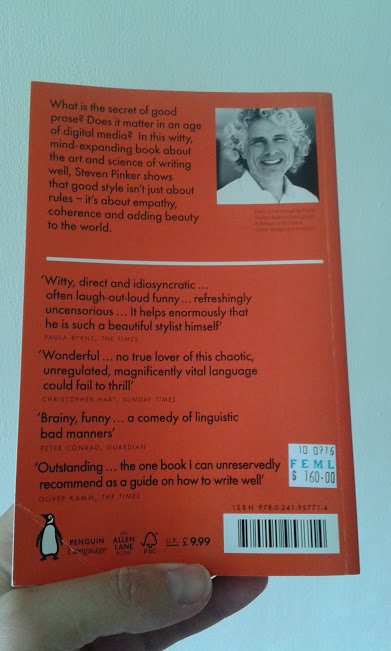 What is the secret of good
prose? Does it matter in an age
of digital media? In this witty,
mind-expanding book about
the art and science of writing
well, Steven Pinker shows
that good style isn't just about
rules – it's about empathy,
coherence and adding beauty
to the world.
'Witty, direct and idiosyncratic ...
often laugh-out-loud funny ... refreshingly
uncensorious ... It helps enormously that
he is such a beautiful stylist himself'
PAULA BYRNE, THE TIMES
'Wonderful ... no true lover of this chaotic,
unregulated, magnificently vital language
could fail to thrill'
CHRISTOPHER HART, SUNDAY TIMES
'Brainy, funny ... a comedy of linguistic
bad manners'
PETER CONRAD, GUARDIAN
'Outstanding ... the one book I can unreservedly
recommend as a guide on how to write well'
OLIVER KAMM, THE TIMES
10 0716
FEML
$ 160.00
ISBN 978-0-241-95771-4
PENGUIN
Language
AN
ALLEN
LANE
BOOK
FSC
U.K. £9.99